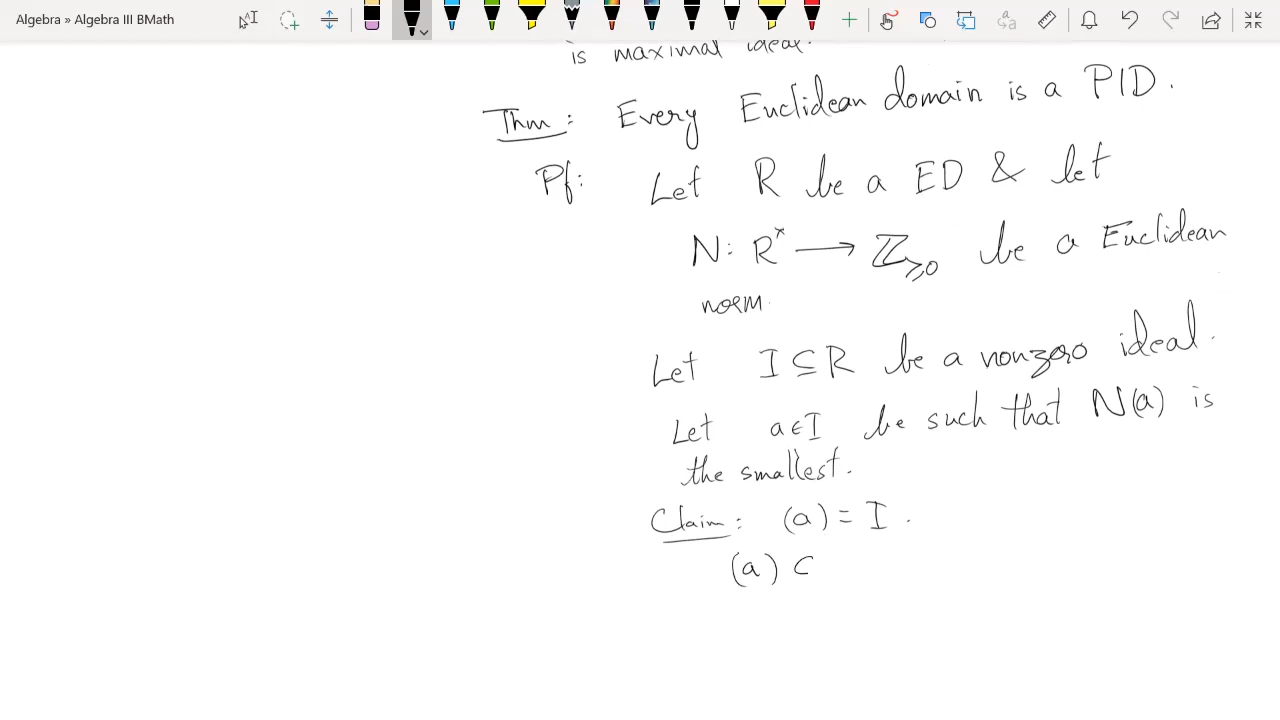 Algebra » Algebra III BMath
is maximal ideal.
Thm: Every Euclidean domain is a PID.
Pf: Let R be a ED & let
N: R^× ⟶ ℤ_{≥0} be a Euclidean
norm.
Let I ⊆ R be a nonzero ideal.
Let a ∈ I be such that N(a) is
the smallest.
Claim: (a) = I.
(a) ⊂